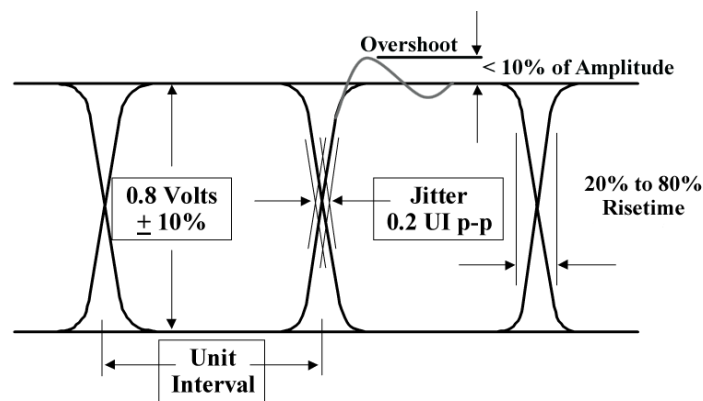 Overshoot
< 10% of Amplitude
0.8 Volts
± 10%
Jitter
0.2 UI p-p
20% to 80%
Risetime
Unit
Interval